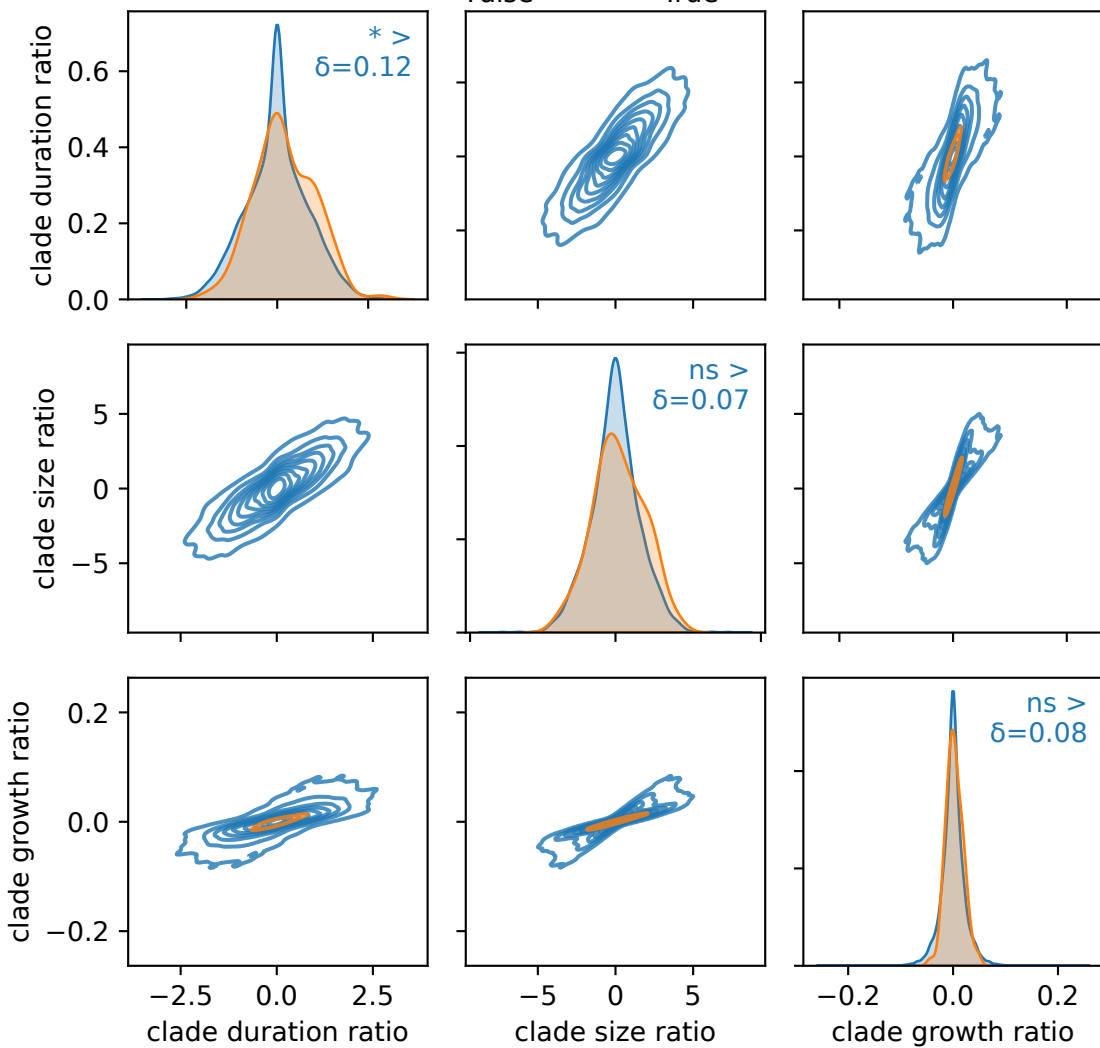 clade duration ratio
0.6
0.4
0.2
0.0
* >
δ=0.12
clade size ratio
5
0
−5
ns >
δ=0.07
clade growth ratio
0.2
0.0
−0.2
ns >
δ=0.08
−2.5 0.0 2.5
clade duration ratio
−5 0 5
clade size ratio
−0.2 0.0 0.2
clade growth ratio